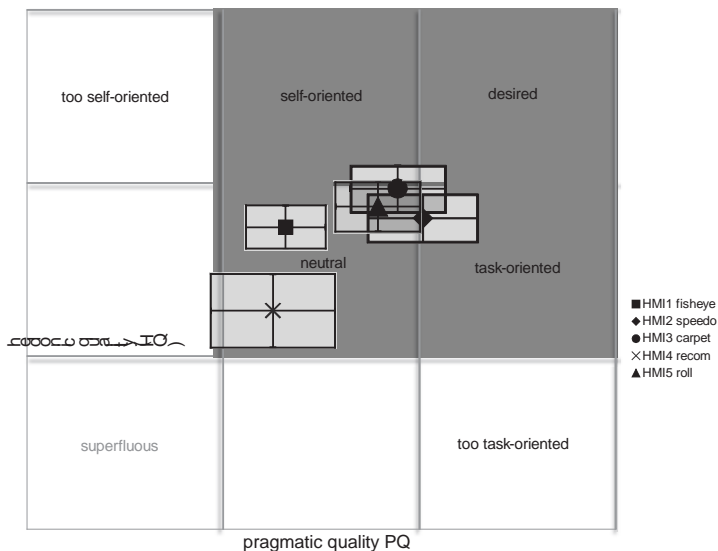 too self-oriented
self-oriented
desired
neutral
task-oriented
HMI1 fisheye
HMI2 speedo
HMI3 carpet
HMI4 recom
HMI5 roll
superfluous
too task-oriented
pragmatic quality PQ